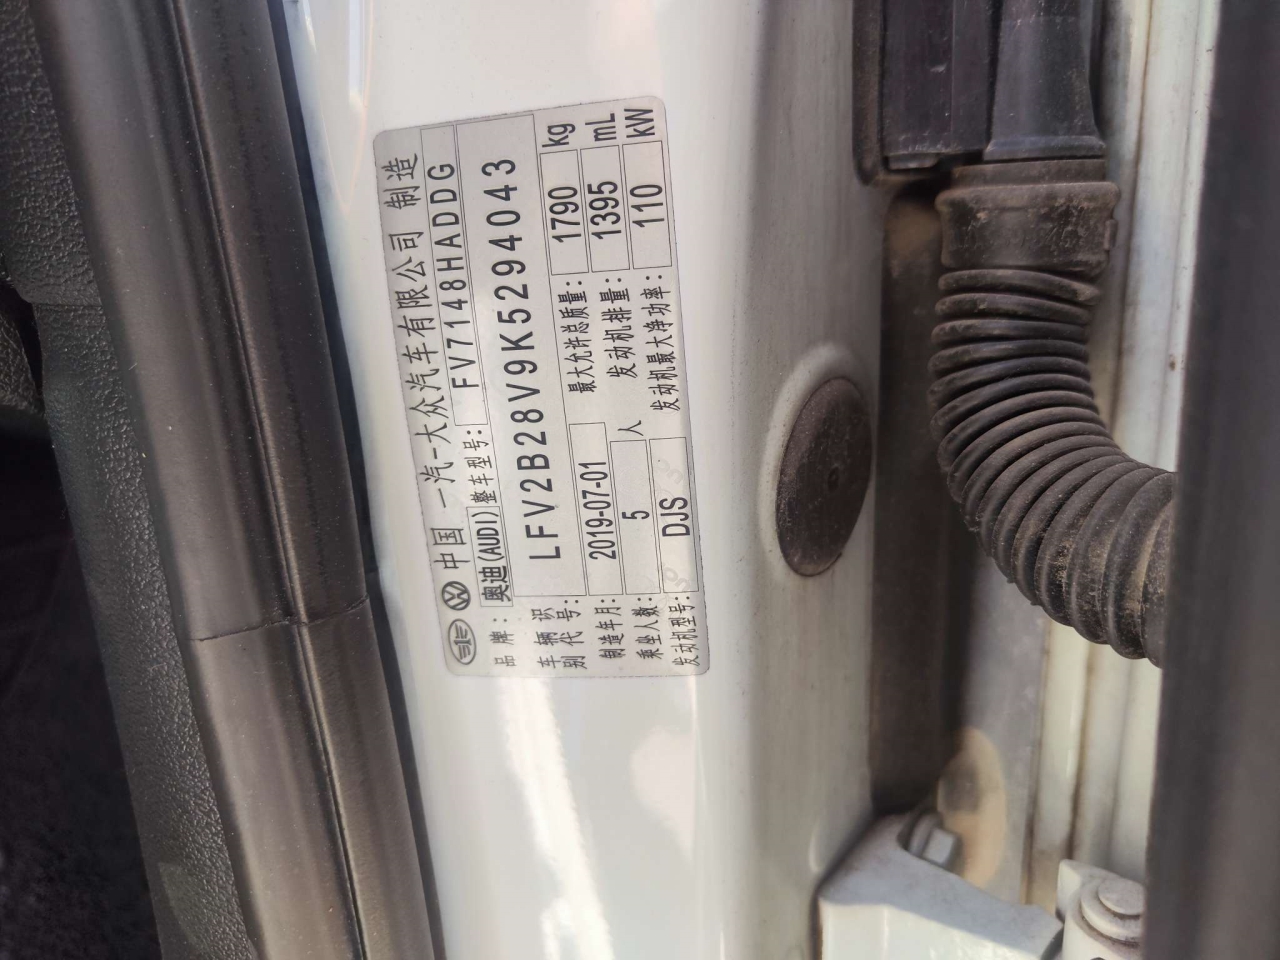 中国 一汽-大众汽车有限公司 制造
品牌: 奥迪(AUDI) 整车型号: FV7148HADDG
车辆识别代号: LFV2B28V9K5294043
制造年月: 2019-07-01 最大允许总质量: 1790 kg
乘坐人数: 5 人 发动机排量: 1395 mL
发动机型号: DJS 发动机最大净功率: 110 kW